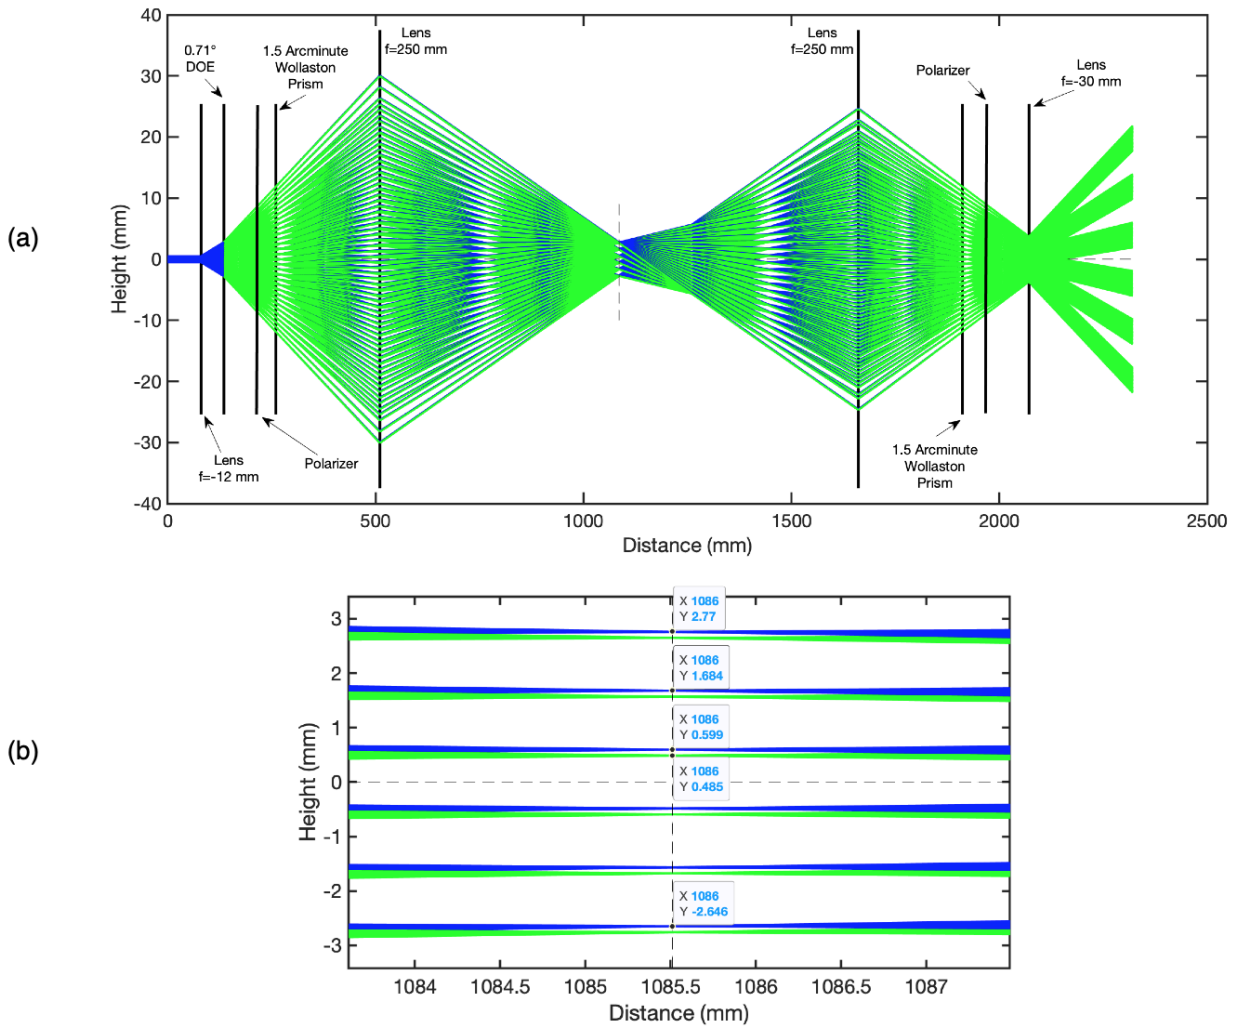 (a)
Height (mm)
40
30
20
10
0
-10
-20
-30
-40
0.71°
DOE
1.5 Arcminute
Wollaston
Prism
Lens
f=250 mm
Lens
f=250 mm
Polarizer
Lens
f=-30 mm
Lens
f=-12 mm
Polarizer
1.5 Arcminute
Wollaston
Prism
0
500
1000
1500
2000
2500
Distance (mm)
(b)
Height (mm)
3
2
1
0
-1
-2
-3
X 1086
Y 2.77
X 1086
Y 1.684
X 1086
Y 0.599
X 1086
Y 0.485
X 1086
Y -2.646
1084
1084.5
1085
1085.5
1086
1086.5
1087
Distance (mm)